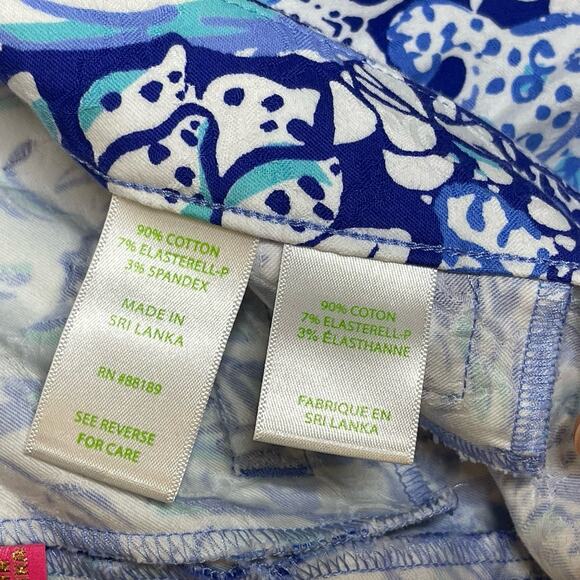 90% COTTON
7% ELASTERELL-P
3% SPANDEX
MADE IN
SRI LANKA
RN #88189
SEE REVERSE
FOR CARE
90% COTON
7% ELASTERELL-P
3% ÉLASTHANNE
FABRIQUE EN
SRI LANKA